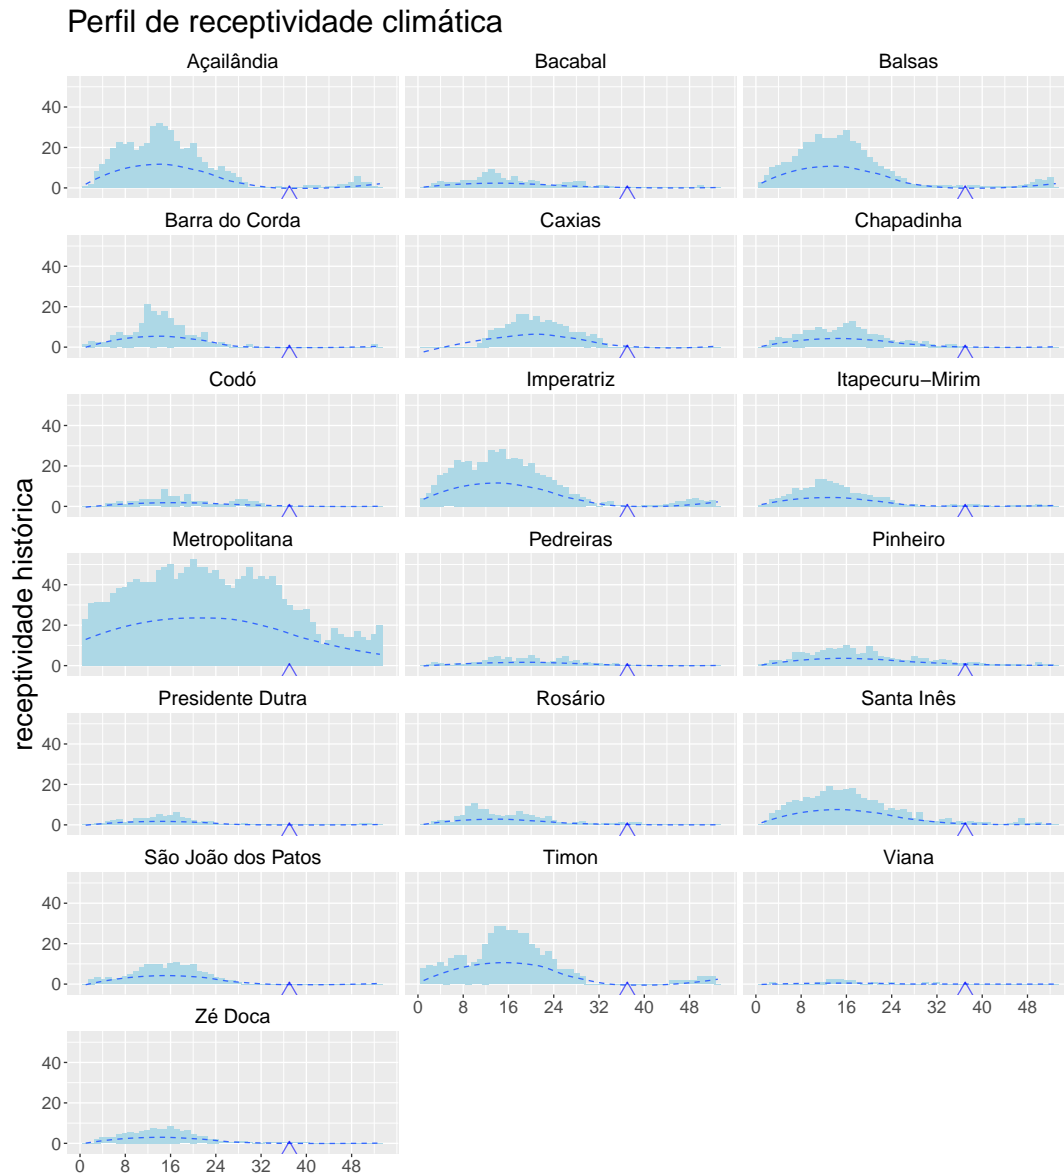 Perfil de receptividade climática
Açailândia Bacabal Balsas
40
20
0
Barra do Corda Caxias Chapadinha
40
20
0
Codó Imperatriz Itapecuru−Mirim
40
20
0
Metropolitana Pedreiras Pinheiro
40
20
0
receptividade histórica
Presidente Dutra Rosário Santa Inês
40
20
0
São João dos Patos Timon Viana
40
20
0
0 8 16 24 32 40 48 0 8 16 24 32 40 48
Zé Doca
40
20
0
0 8 16 24 32 40 48